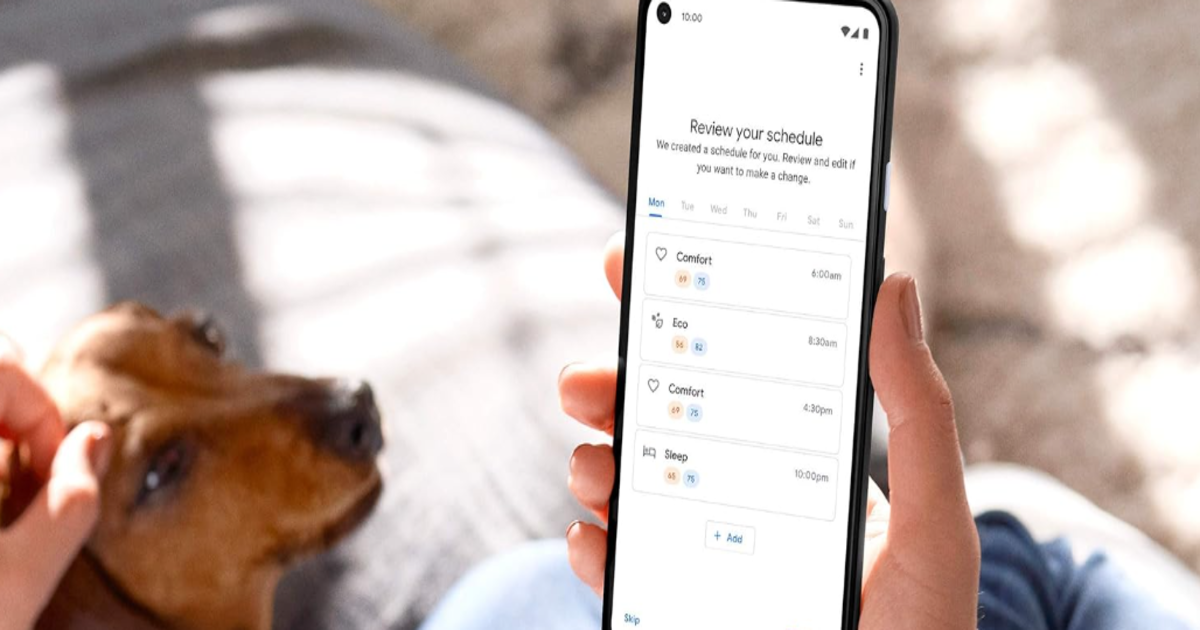 10:00
Review your schedule
We created a schedule for you. Review and edit if
you want to make a change.
Mon Tue Wed Thu Fri Sat Sun
Comfort 6:00am
69 75
Eco 8:30am
66 82
Comfort 4:30pm
69 75
Sleep 10:00pm
65 75
+ Add
Skip